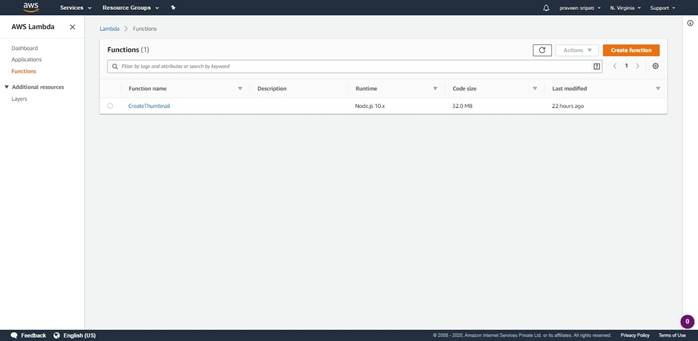 aws Services Resource Groups praveen sripati N. Virginia Support
AWS Lambda
Lambda Functions
Dashboard
Applications
Functions
Additional resources
Layers
Functions (1) Actions Create function
Filter by tags and attributes or search by keyword 1
Function name Description Runtime Code size Last modified
CreateThumbnail Node.js 10.x 32.0 MB 22 hours ago
0
Feedback English (US) © 2008 - 2020, Amazon Internet Services Private Ltd. or its affiliates. All rights reserved. Privacy Policy Terms of Use